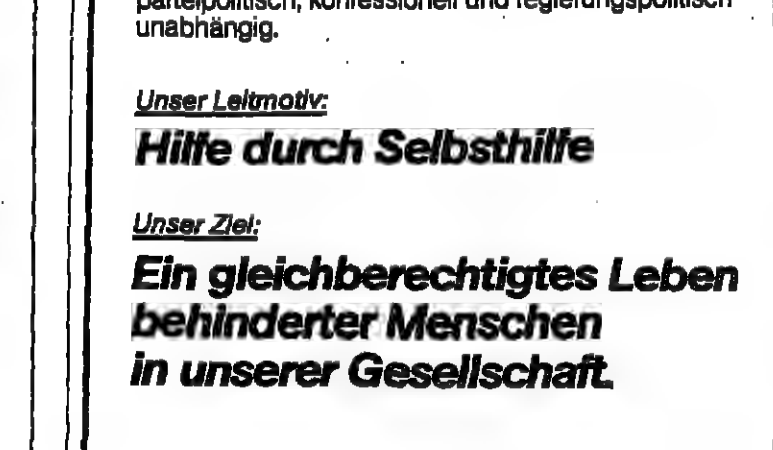 parteipolitisch, konfessionell und regierungspolitisch
unabhängig.
Unser Leitmotiv:
Hilfe durch Selbsthilfe
Unser Ziel:
Ein gleichberechtigtes Leben
behinderter Menschen
in unserer Gesellschaft.